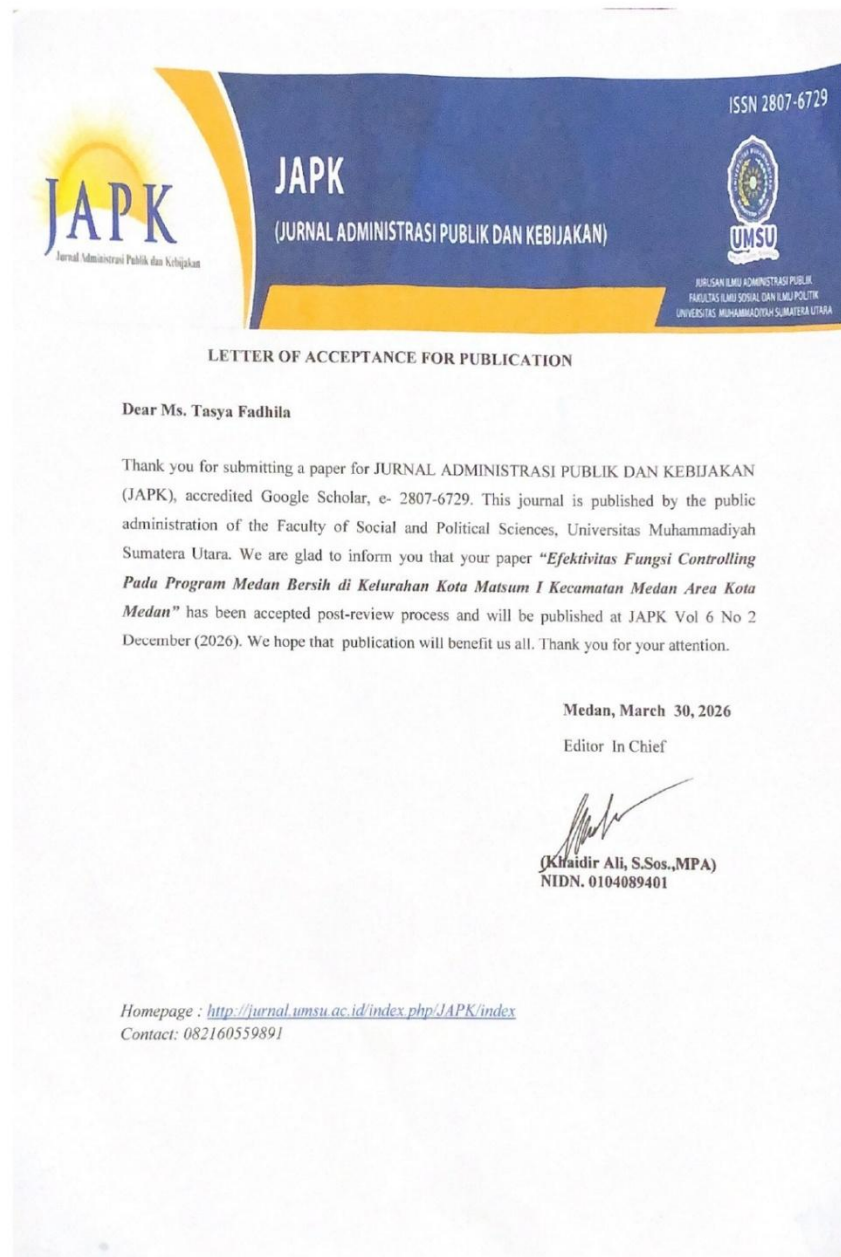 ISSN 2807-6729
JAPK
Jurnal Administrasi Publik dan Kebijakan
JAPK
(JURNAL ADMINISTRASI PUBLIK DAN KEBIJAKAN)
UMSU
JURUSAN ILMU ADMINISTRASI PUBLIK
FAKULTAS ILMU SOSIAL DAN ILMU POLITIK
UNIVERSITAS MUHAMMADIYAH SUMATERA UTARA
LETTER OF ACCEPTANCE FOR PUBLICATION
Dear Ms. Tasya Fadhila
Thank you for submitting a paper for JURNAL ADMINISTRASI PUBLIK DAN KEBIJAKAN
(JAPK), accredited Google Scholar, e- 2807-6729. This journal is published by the public
administration of the Faculty of Social and Political Sciences, Universitas Muhammadiyah
Sumatera Utara. We are glad to inform you that your paper "Efektivitas Fungsi Controlling
Pada Program Medan Bersih di Kelurahan Kota Matsum I Kecamatan Medan Area Kota
Medan" has been accepted post-review process and will be published at JAPK Vol 6 No 2
December (2026). We hope that publication will benefit us all. Thank you for your attention.
Medan, March 30, 2026
Editor In Chief
(Khaidir Ali, S.Sos.,MPA)
NIDN. 0104089401
Homepage : http://jurnal.umsu.ac.id/index.php/JAPK/index
Contact: 082160559891